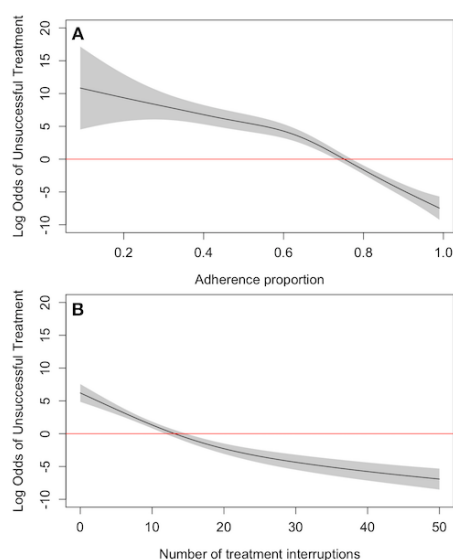 A
Log Odds of Unsuccessful Treatment
20
15
10
5
0
-5
-10
0.2 0.4 0.6 0.8 1.0
Adherence proportion
B
Log Odds of Unsuccessful Treatment
20
15
10
5
0
-5
-10
0 10 20 30 40 50
Number of treatment interruptions